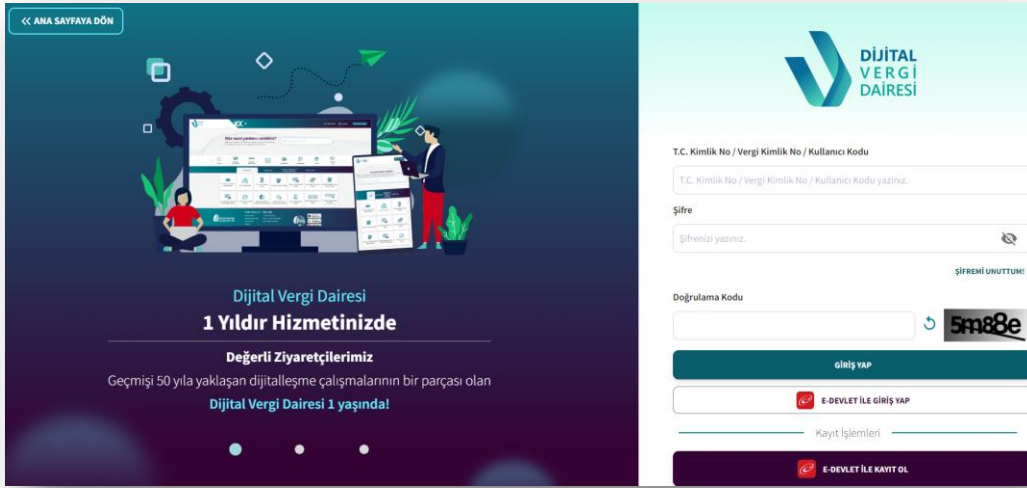 ANA SAYFAYA DÖN
Dijital Vergi Dairesi
1 Yıldır Hizmetinizde
Değerli Ziyaretçilerimiz
Geçmişi 50 yıla yaklaşan dijitalleşme çalışmalarının bir parçası olan
Dijital Vergi Dairesi 1 yaşında!
DİJİTAL
VERGİ
DAİRESİ
T.C. Kimlik No / Vergi Kimlik No / Kullanıcı Kodu
T.C. Kimlik No / Vergi Kimlik No / Kullanıcı Kodu yazınız.
Şifre
Şifrenizi yazınız.
ŞİFREMİ UNUTTUM!
Doğrulama Kodu
5m88e
GİRİŞ YAP
E-DEVLET İLE GİRİŞ YAP
Kayıt İşlemleri
E-DEVLET İLE KAYIT OL